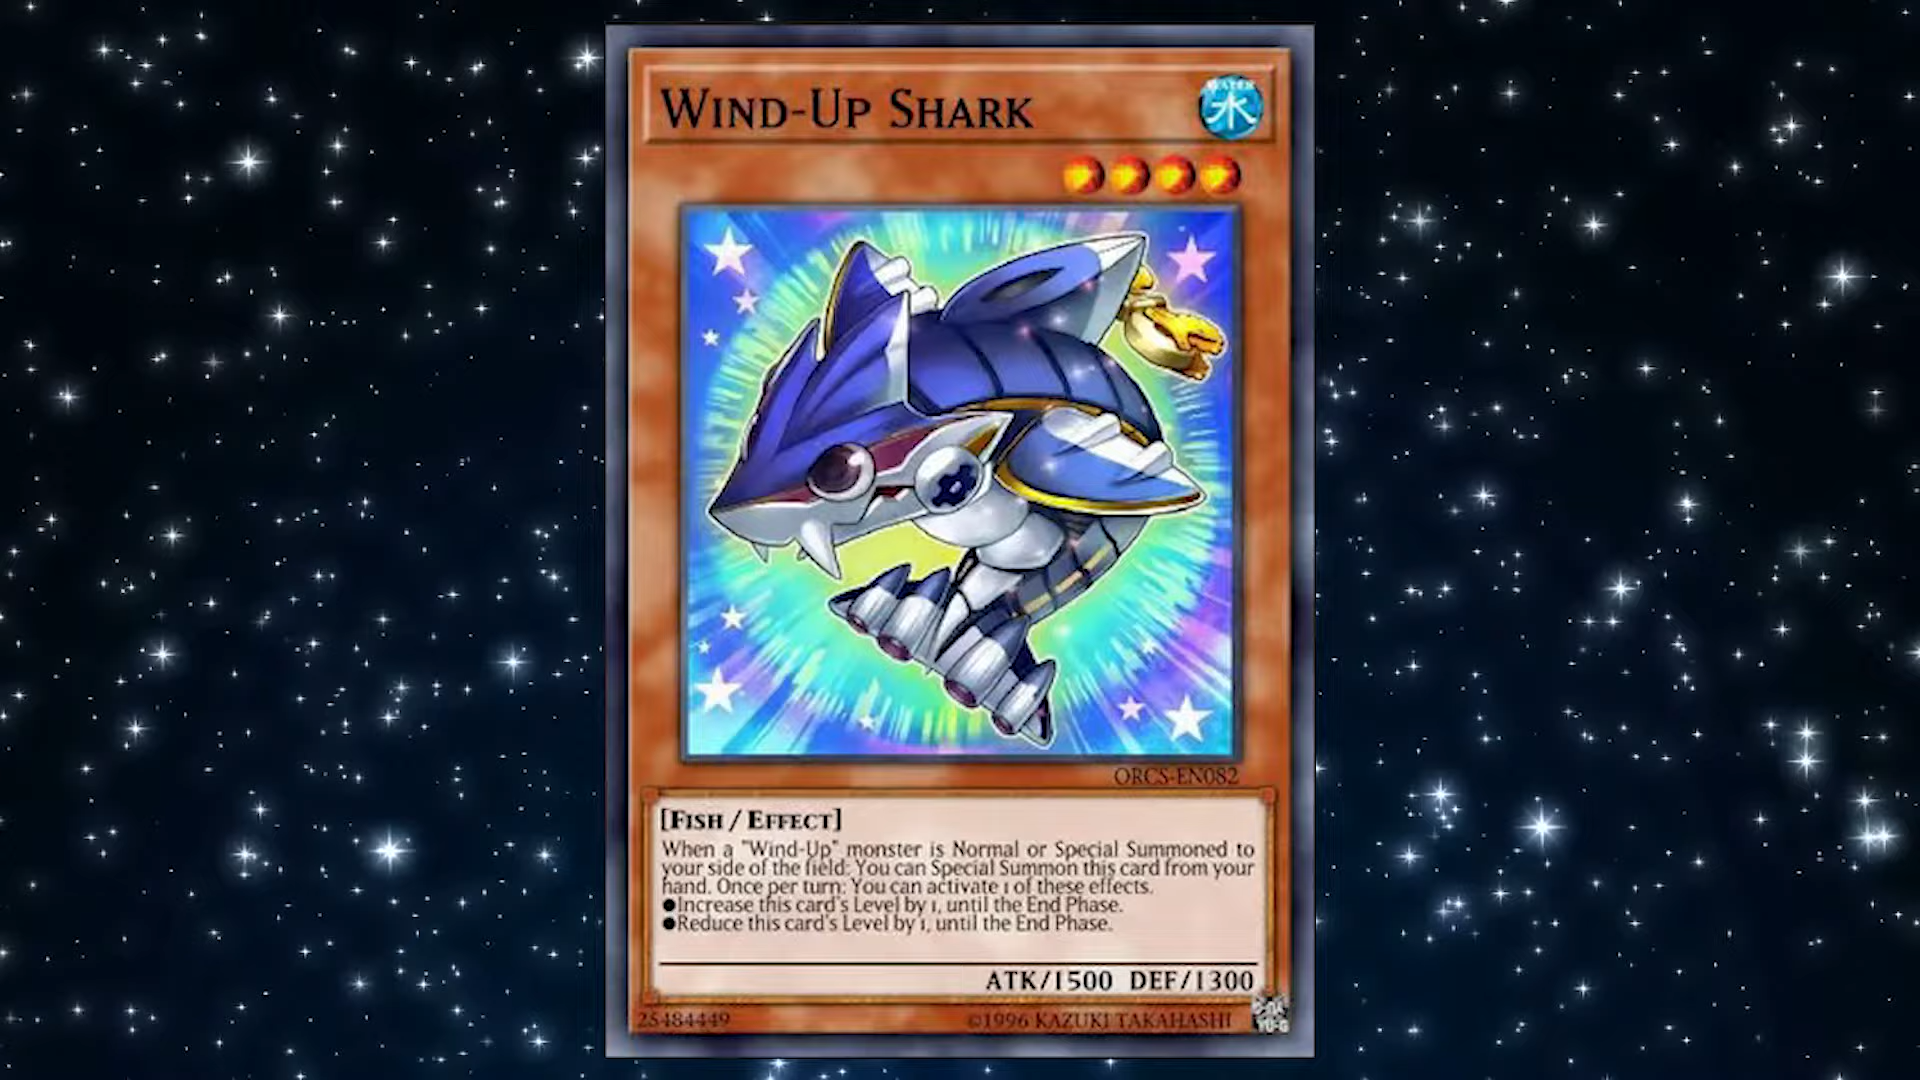 WIND-UP SHARK
WATER
水
ORCS-EN082
[FISH / EFFECT]
When a "Wind-Up" monster is Normal or Special Summoned to
your side of the field: You can Special Summon this card from your
hand. Once per turn: You can activate 1 of these effects.
●Increase this card's Level by 1, until the End Phase.
●Reduce this card's Level by 1, until the End Phase.
ATK/1500 DEF/1300
25484449
©1996 KAZUKI TAKAHASHI